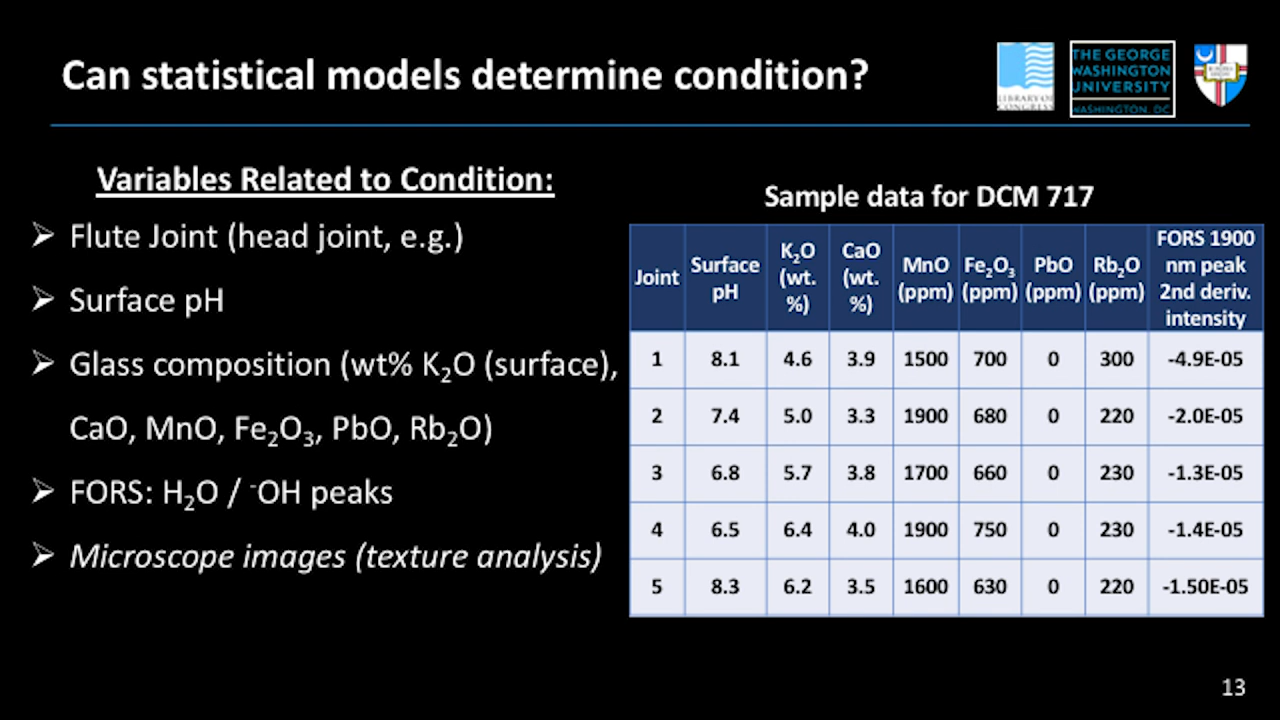 Can statistical models determine condition?
LIBRARY OF
CONGRESS
THE GEORGE
WASHINGTON
UNIVERSITY
WASHINGTON, DC
Variables Related to Condition:
➢ Flute Joint (head joint, e.g.)
➢ Surface pH
➢ Glass composition (wt% K₂O (surface),
CaO, MnO, Fe₂O₃, PbO, Rb₂O)
➢ FORS: H₂O / ⁻OH peaks
➢ Microscope images (texture analysis)
Sample data for DCM 717
Joint | Surface pH | K₂O (wt. %) | CaO (wt. %) | MnO (ppm) | Fe₂O₃ (ppm) | PbO (ppm) | Rb₂O (ppm) | FORS 1900 nm peak 2nd deriv. intensity
1 | 8.1 | 4.6 | 3.9 | 1500 | 700 | 0 | 300 | -4.9E-05
2 | 7.4 | 5.0 | 3.3 | 1900 | 680 | 0 | 220 | -2.0E-05
3 | 6.8 | 5.7 | 3.8 | 1700 | 660 | 0 | 230 | -1.3E-05
4 | 6.5 | 6.4 | 4.0 | 1900 | 750 | 0 | 230 | -1.4E-05
5 | 8.3 | 6.2 | 3.5 | 1600 | 630 | 0 | 220 | -1.50E-05
13